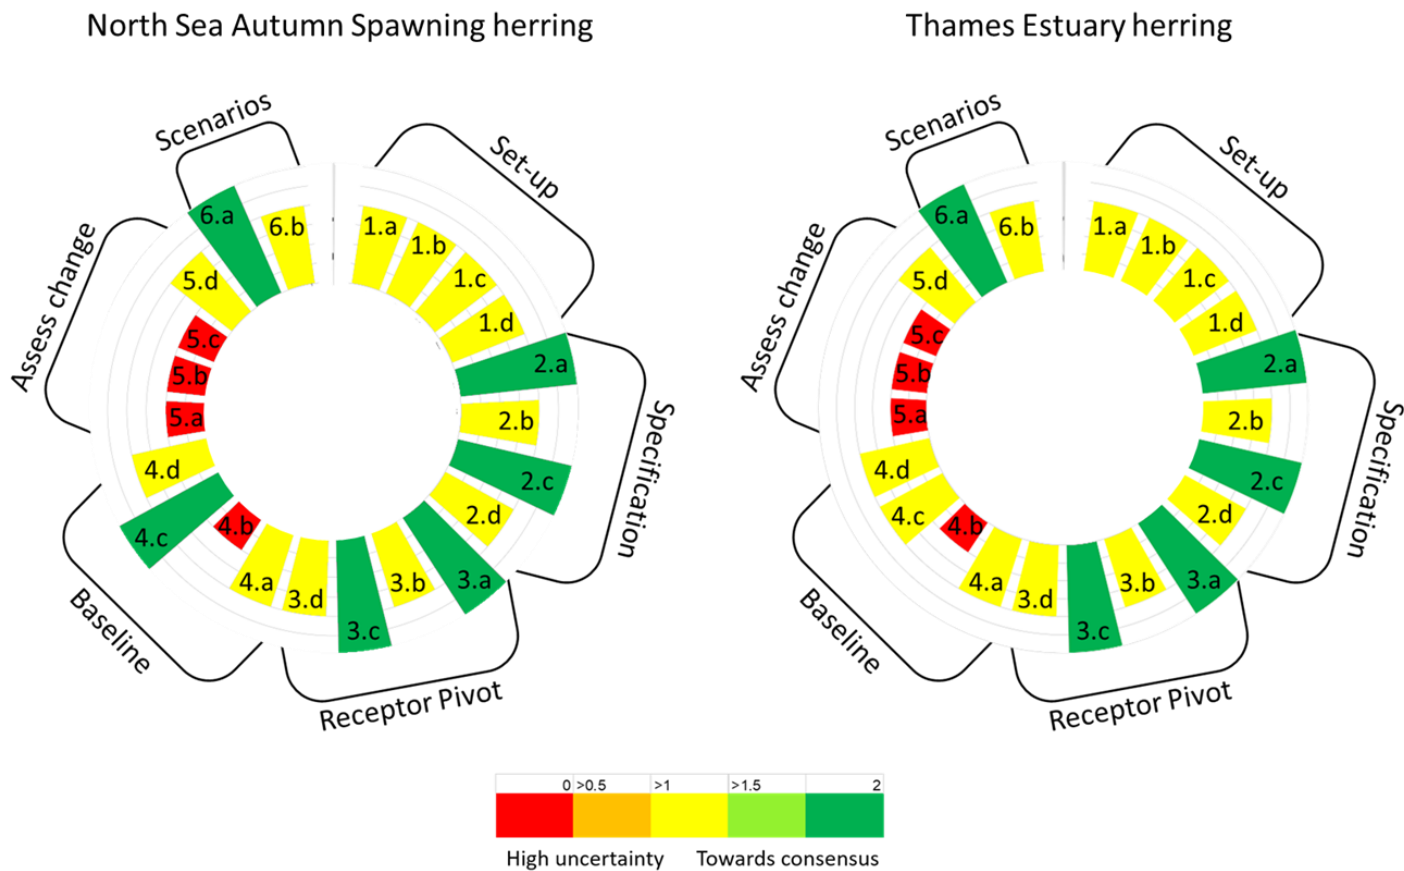 North Sea Autumn Spawning herring
Scenarios
Set-up
Specification
Receptor Pivot
Baseline
Assess change
1.a
1.b
1.c
1.d
2.a
2.b
2.c
2.d
3.a
3.b
3.c
3.d
4.a
4.b
4.c
4.d
5.a
5.b
5.c
5.d
6.a
6.b
Thames Estuary herring
Scenarios
Set-up
Specification
Receptor Pivot
Baseline
Assess change
1.a
1.b
1.c
1.d
2.a
2.b
2.c
2.d
3.a
3.b
3.c
3.d
4.a
4.b
4.c
4.d
5.a
5.b
5.c
5.d
6.a
6.b
0 >0.5 >1 >1.5 2
High uncertainty Towards consensus